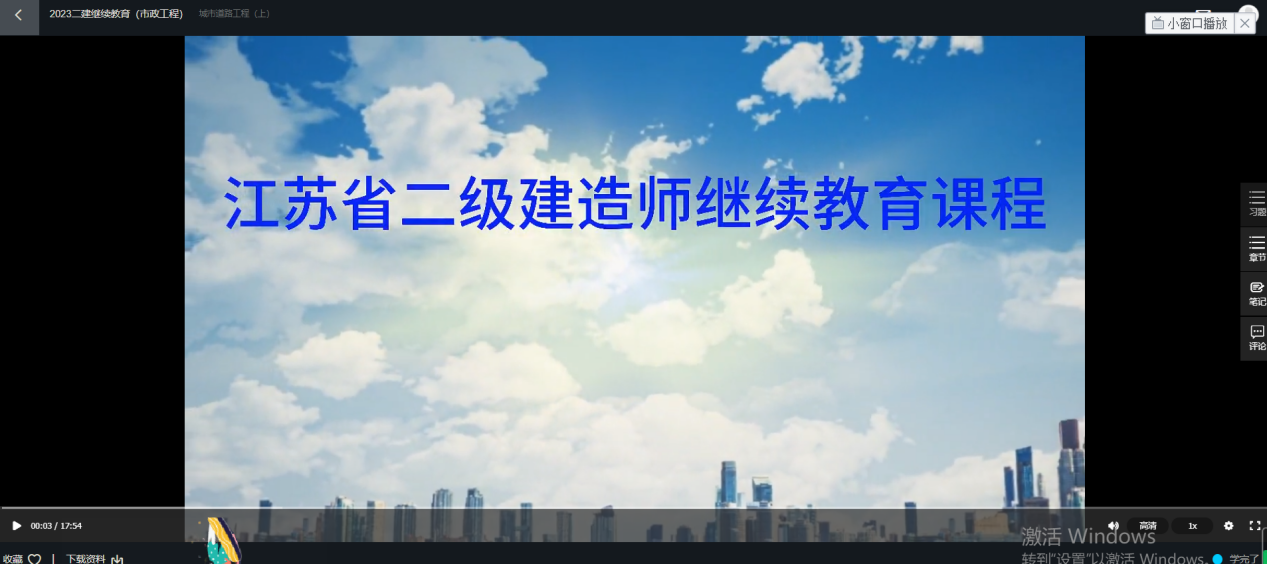 2023二建继续教育（市政工程） 城市道路工程（上）
小窗口播放
江苏省二级建造师继续教育课程
习题
章节
笔记
评论
00:03 / 17:54
高清 1x
激活 Windows
转到“设置”以激活 Windows。
收藏 | 下载资料
学完了